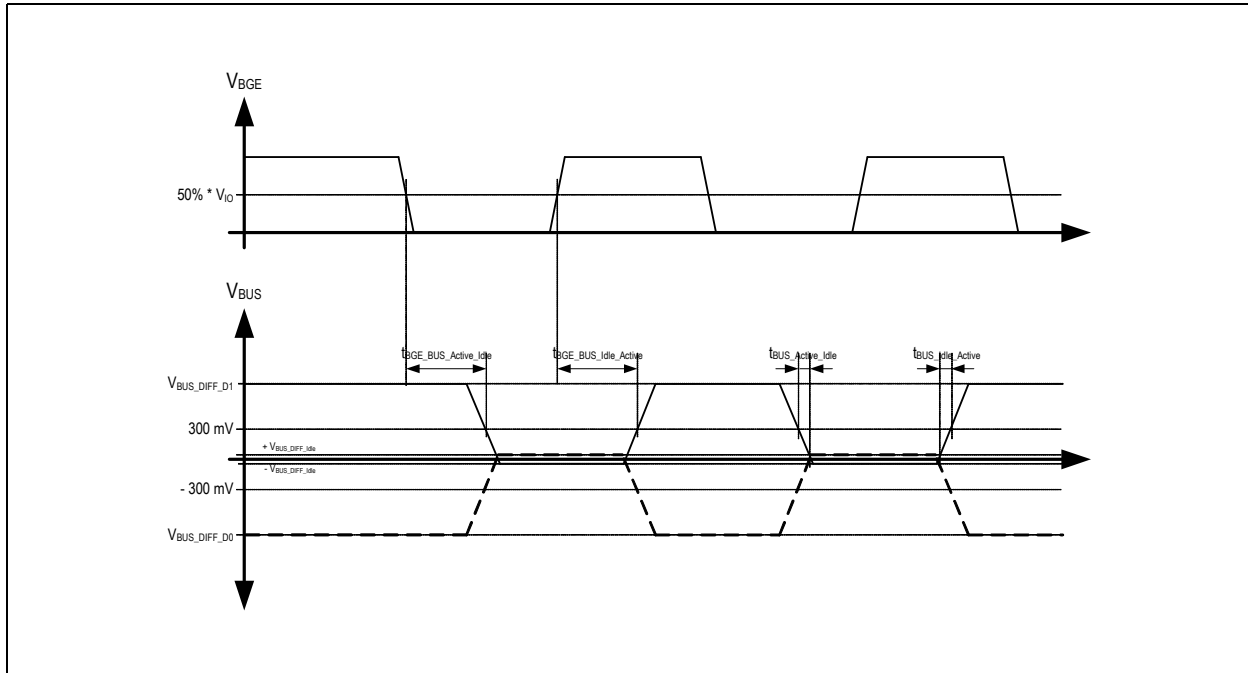 VBGE
50% * VIO
VBUS
tBGE_BUS_Active_Idle
tBGE_BUS_Idle_Active
tBUS_Active_Idle
tBUS_Idle_Active
VBUS_DIFF_D1
300 mV
+ VBUS_DIFF_Idle
- VBUS_DIFF_Idle
- 300 mV
VBUS_DIFF_D0